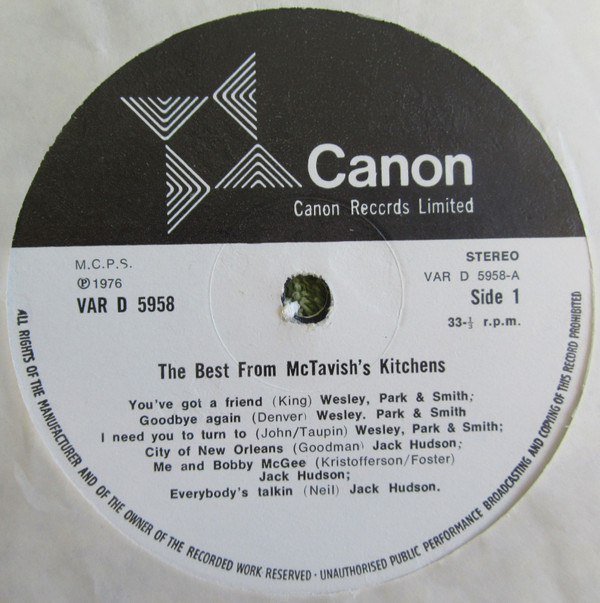 Canon
Canon Reccrds Limited
M.C.P.S.
℗ 1976
VAR D 5958
STEREO
VAR D 5958-A
Side 1
33-⅓ r.p.m.
The Best From McTavish's Kitchens
You've got a friend (King) Wesley, Park & Smith;
Goodbye again (Denver) Wesley. Park & Smith
I need you to turn to (John/Taupin) Wesley, Park & Smith;
City of New Orleans (Goodman) Jack Hudson;
Me and Bobby McGee (Kristofferson/Foster)
Jack Hudson;
Everybody's talkin (Neil) Jack Hudson.
ALL RIGHTS OF THE MANUFACTURER AND OF THE OWNER OF THE RECORDED WORK RESERVED · UNAUTHORISED PUBLIC PERFORMANCE BROADCASTING AND COPYING OF THIS RECORD PROHIBITED